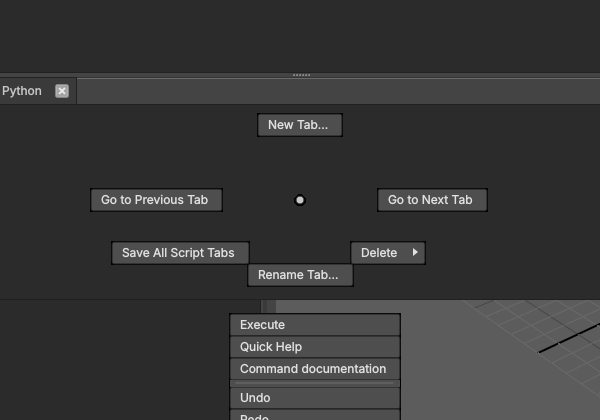 Python
New Tab...
Go to Previous Tab
Go to Next Tab
Save All Script Tabs
Delete
Rename Tab...
Execute
Quick Help
Command documentation
Undo
Redo